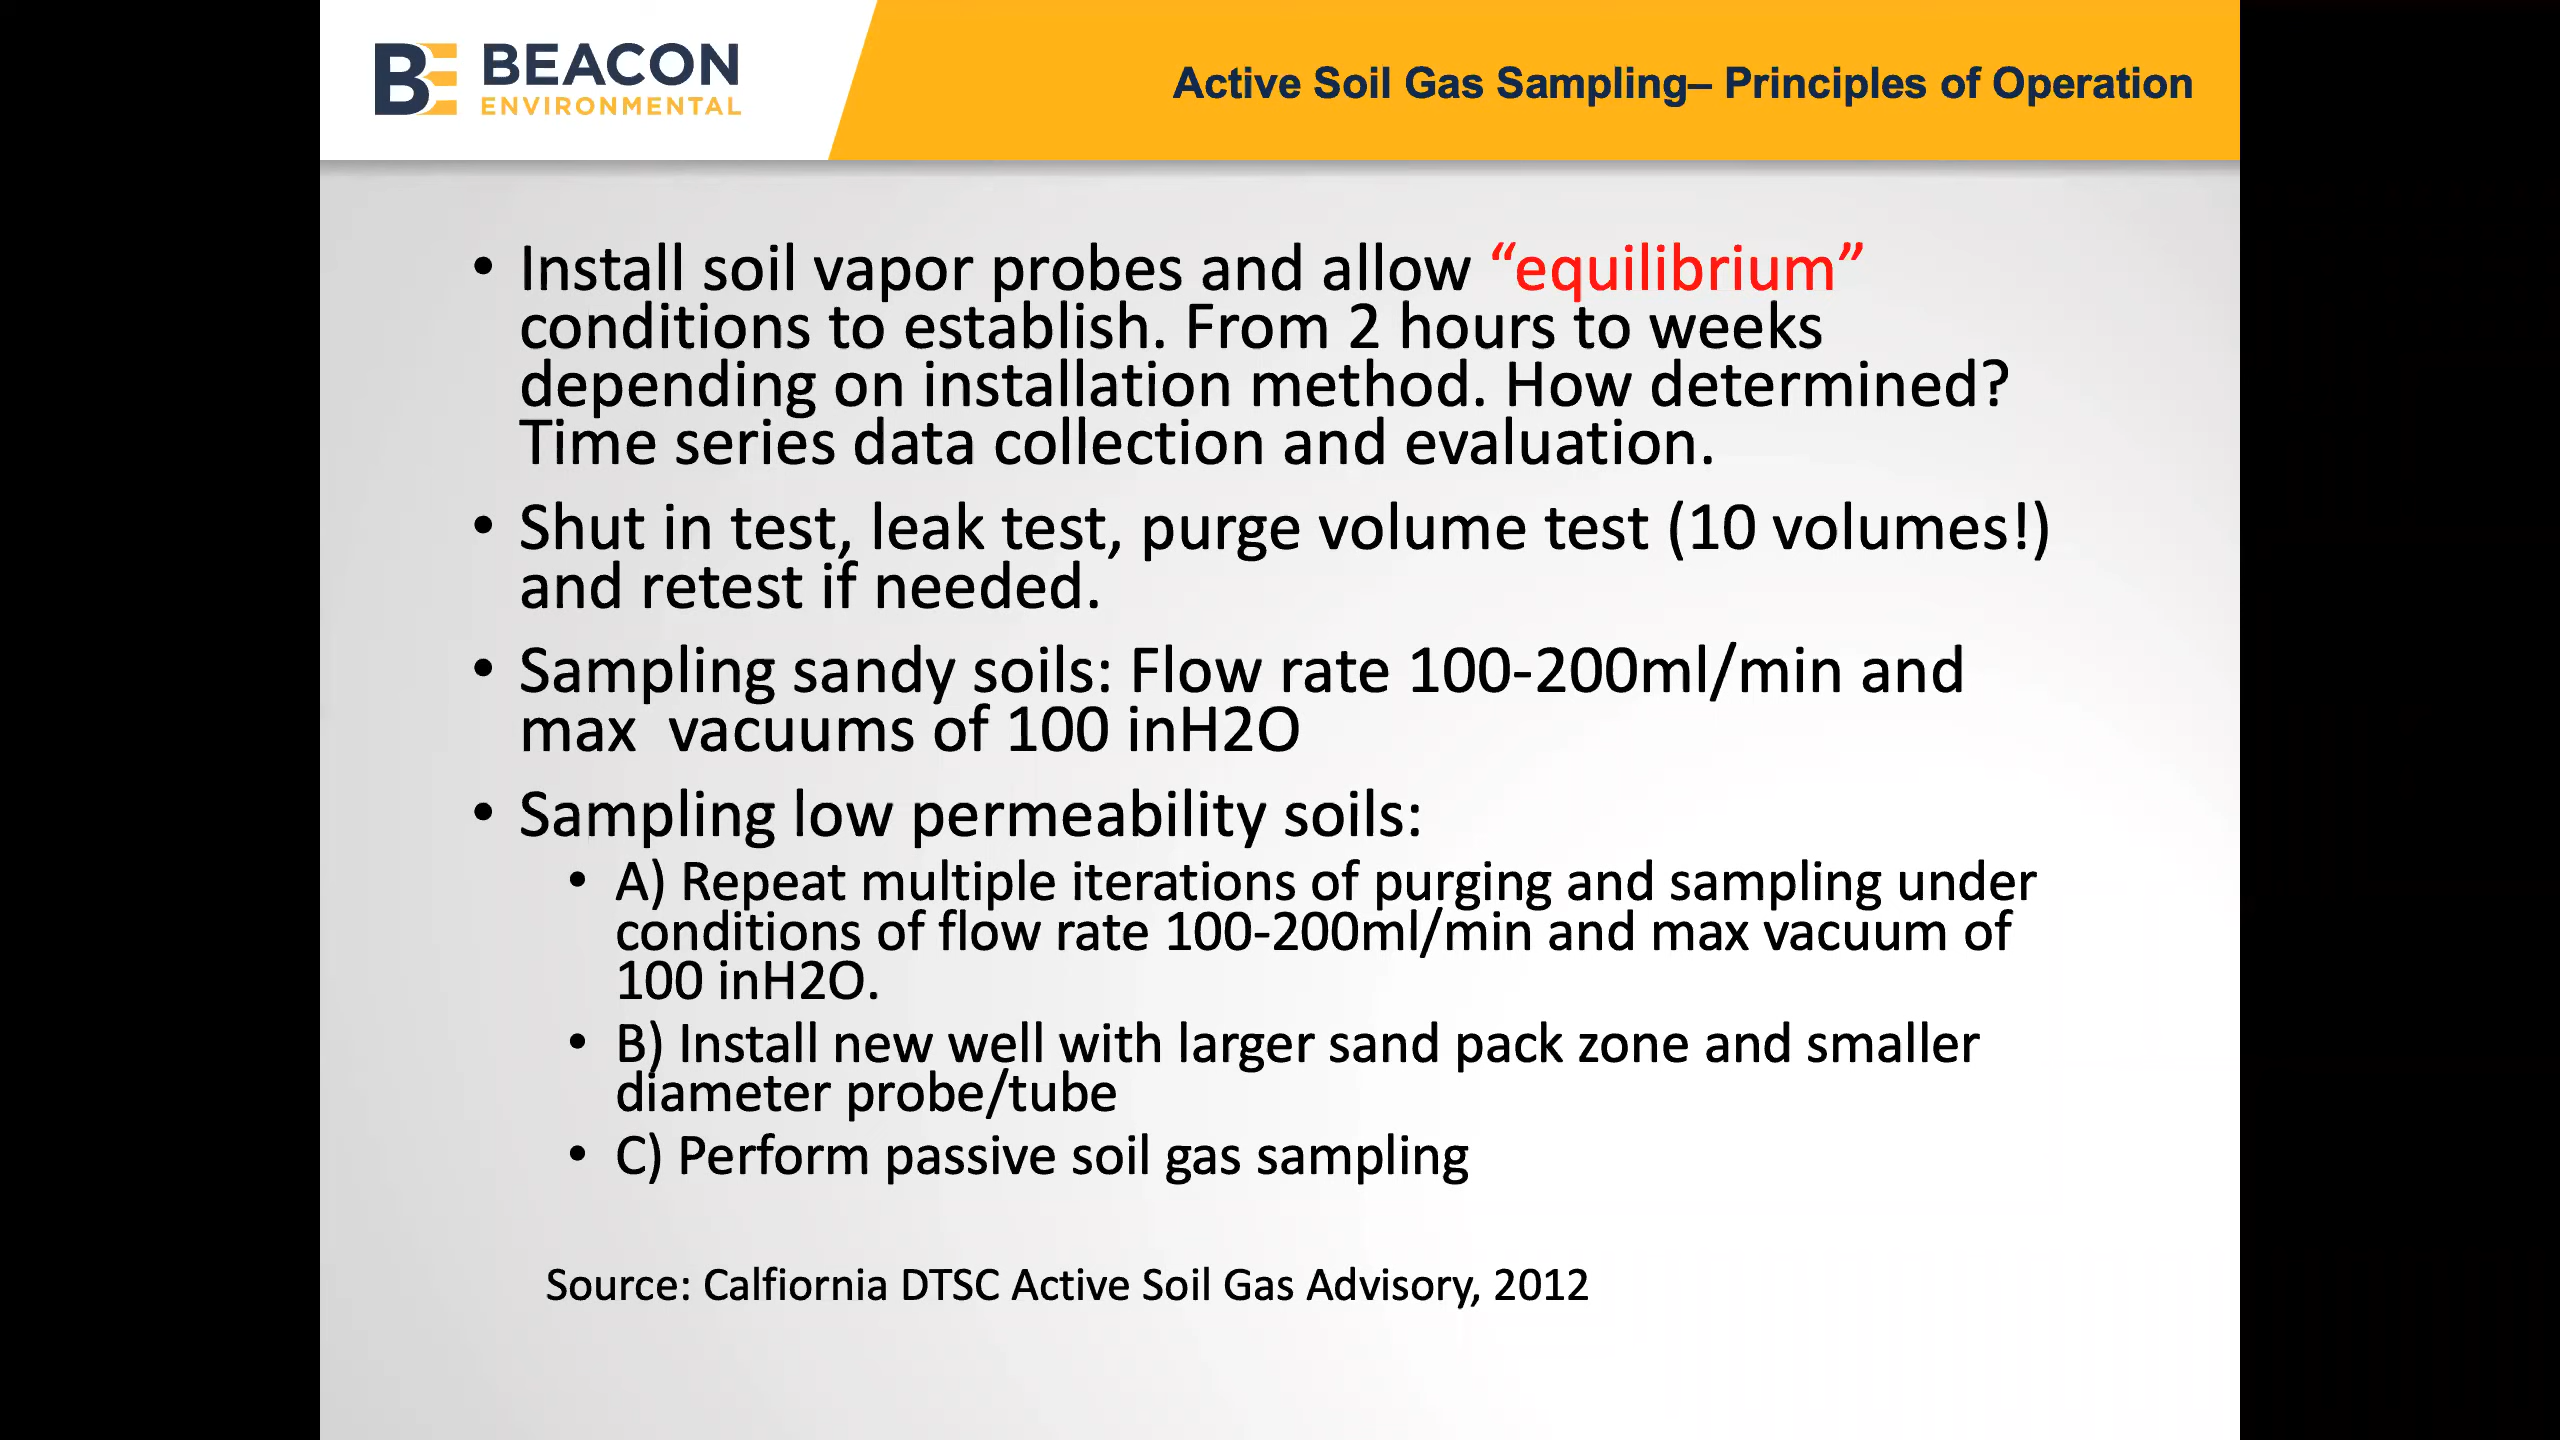 BEACON
ENVIRONMENTAL
Active Soil Gas Sampling– Principles of Operation
• Install soil vapor probes and allow “equilibrium”
conditions to establish. From 2 hours to weeks
depending on installation method. How determined?
Time series data collection and evaluation.
• Shut in test, leak test, purge volume test (10 volumes!)
and retest if needed.
• Sampling sandy soils: Flow rate 100-200ml/min and
max  vacuums of 100 inH2O
• Sampling low permeability soils:
• A) Repeat multiple iterations of purging and sampling under
conditions of flow rate 100-200ml/min and max vacuum of
100 inH2O.
• B) Install new well with larger sand pack zone and smaller
diameter probe/tube
• C) Perform passive soil gas sampling
Source: Calfiornia DTSC Active Soil Gas Advisory, 2012